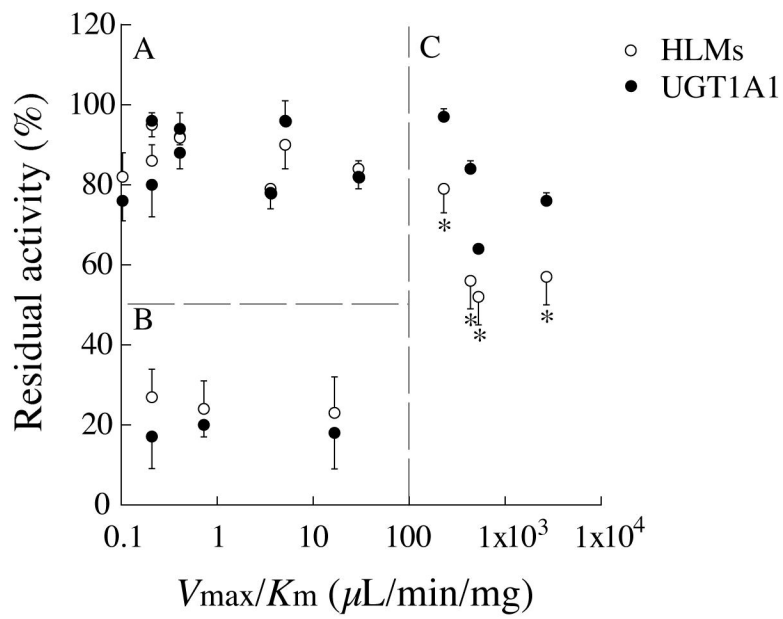 120
A
C
HLMs
UGT1A1
100
80
*
60
* * *
B
40
20
0
0.1 1 10 100 1x10³ 1x10⁴
Residual activity (%)
Vmax/Km (µL/min/mg)